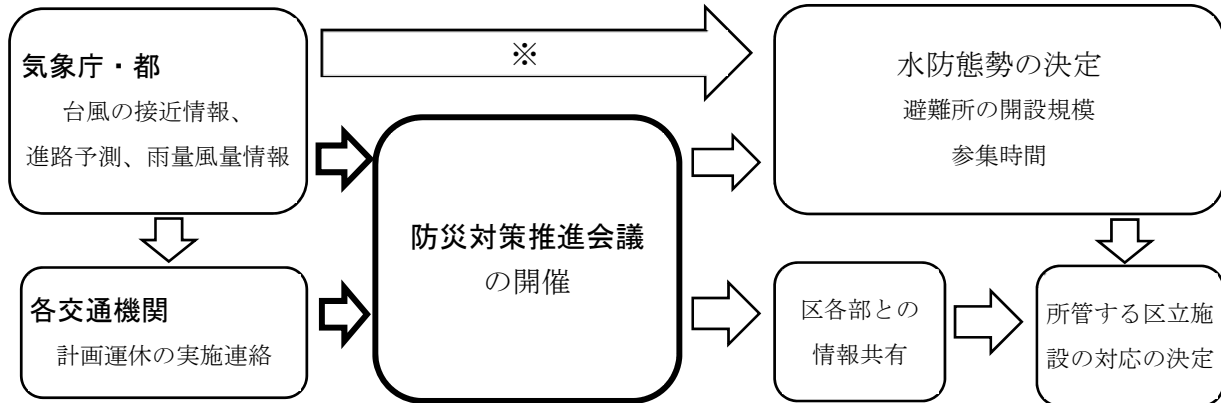 気象庁・都
台風の接近情報、
進路予測、雨量風量情報
※
水防態勢の決定
避難所の開設規模
参集時間
防災対策推進会議
の開催
各交通機関
計画運休の実施連絡
区各部との
情報共有
所管する区立施
設の対応の決定